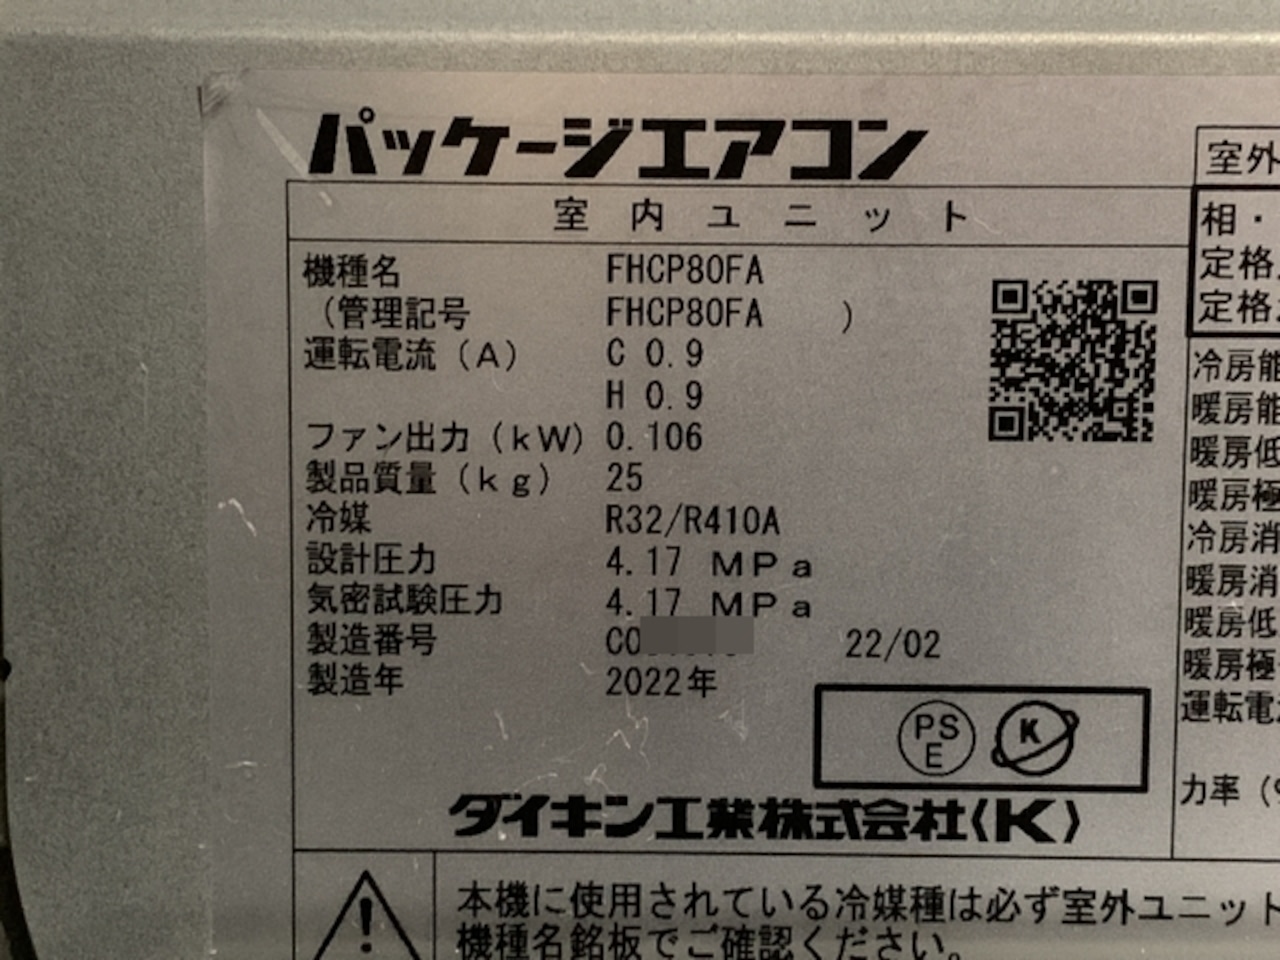 パッケージエアコン
室内ユニット
機種名 FHCP80FA
（管理記号 FHCP80FA ）
運転電流（A） C 0.9
H 0.9
ファン出力（kW）0.106
製品質量（kg） 25
冷媒 R32/R410A
設計圧力 4.17 MPa
気密試験圧力 4.17 MPa
製造番号 C0 22/02
製造年 2022年
PS
E
K
ダイキン工業株式会社〈K〉
室外
相・
定格
定格
冷房能
暖房能
暖房低
暖房極
冷房消
暖房消
暖房低
暖房極
運転電
力率（
!
本機に使用されている冷媒種は必ず室外ユニット
機種名銘板でご確認ください。